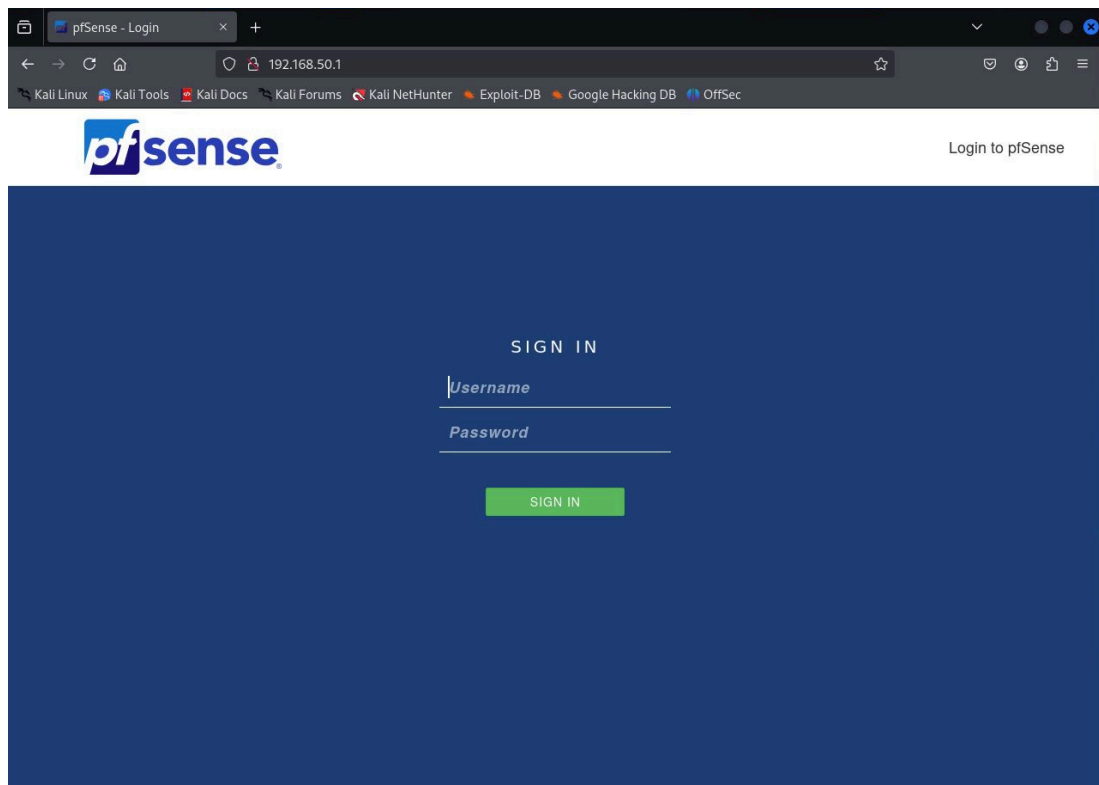 pfSense - Login
192.168.50.1
Kali Linux Kali Tools Kali Docs Kali Forums Kali NetHunter Exploit-DB Google Hacking DB OffSec
pfsense
Login to pfSense
SIGN IN
Username
Password
SIGN IN